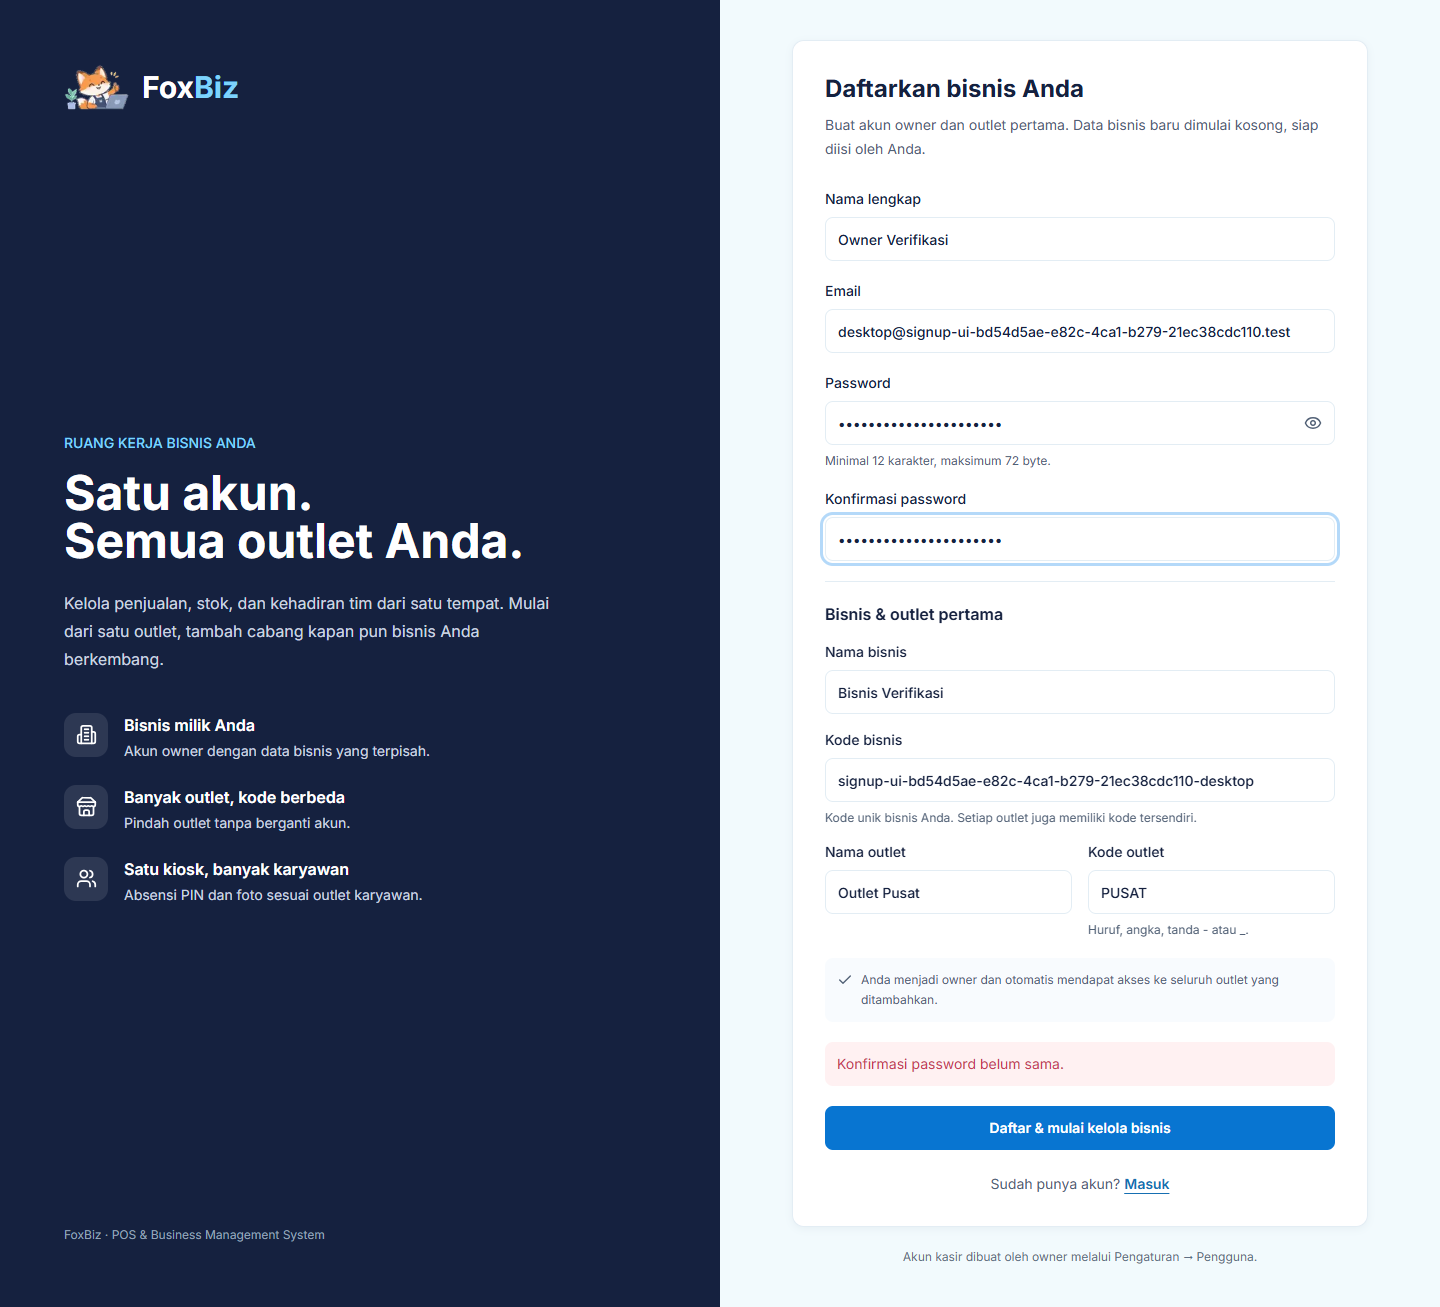 FoxBiz
RUANG KERJA BISNIS ANDA
Satu akun.
Semua outlet Anda.
Kelola penjualan, stok, dan kehadiran tim dari satu tempat. Mulai
dari satu outlet, tambah cabang kapan pun bisnis Anda
berkembang.
Bisnis milik Anda
Akun owner dengan data bisnis yang terpisah.
Banyak outlet, kode berbeda
Pindah outlet tanpa berganti akun.
Satu kiosk, banyak karyawan
Absensi PIN dan foto sesuai outlet karyawan.
FoxBiz · POS & Business Management System
Daftarkan bisnis Anda
Buat akun owner dan outlet pertama. Data bisnis baru dimulai kosong, siap
diisi oleh Anda.
Nama lengkap
Owner Verifikasi
Email
desktop@signup-ui-bd54d5ae-e82c-4ca1-b279-21ec38cdc110.test
Password
••••••••••••••••••••••
Minimal 12 karakter, maksimum 72 byte.
Konfirmasi password
••••••••••••••••••••••
Bisnis & outlet pertama
Nama bisnis
Bisnis Verifikasi
Kode bisnis
signup-ui-bd54d5ae-e82c-4ca1-b279-21ec38cdc110-desktop
Kode unik bisnis Anda. Setiap outlet juga memiliki kode tersendiri.
Nama outlet
Outlet Pusat
Kode outlet
PUSAT
Huruf, angka, tanda - atau _.
Anda menjadi owner dan otomatis mendapat akses ke seluruh outlet yang
ditambahkan.
Konfirmasi password belum sama.
Daftar & mulai kelola bisnis
Sudah punya akun? Masuk
Akun kasir dibuat oleh owner melalui Pengaturan → Pengguna.